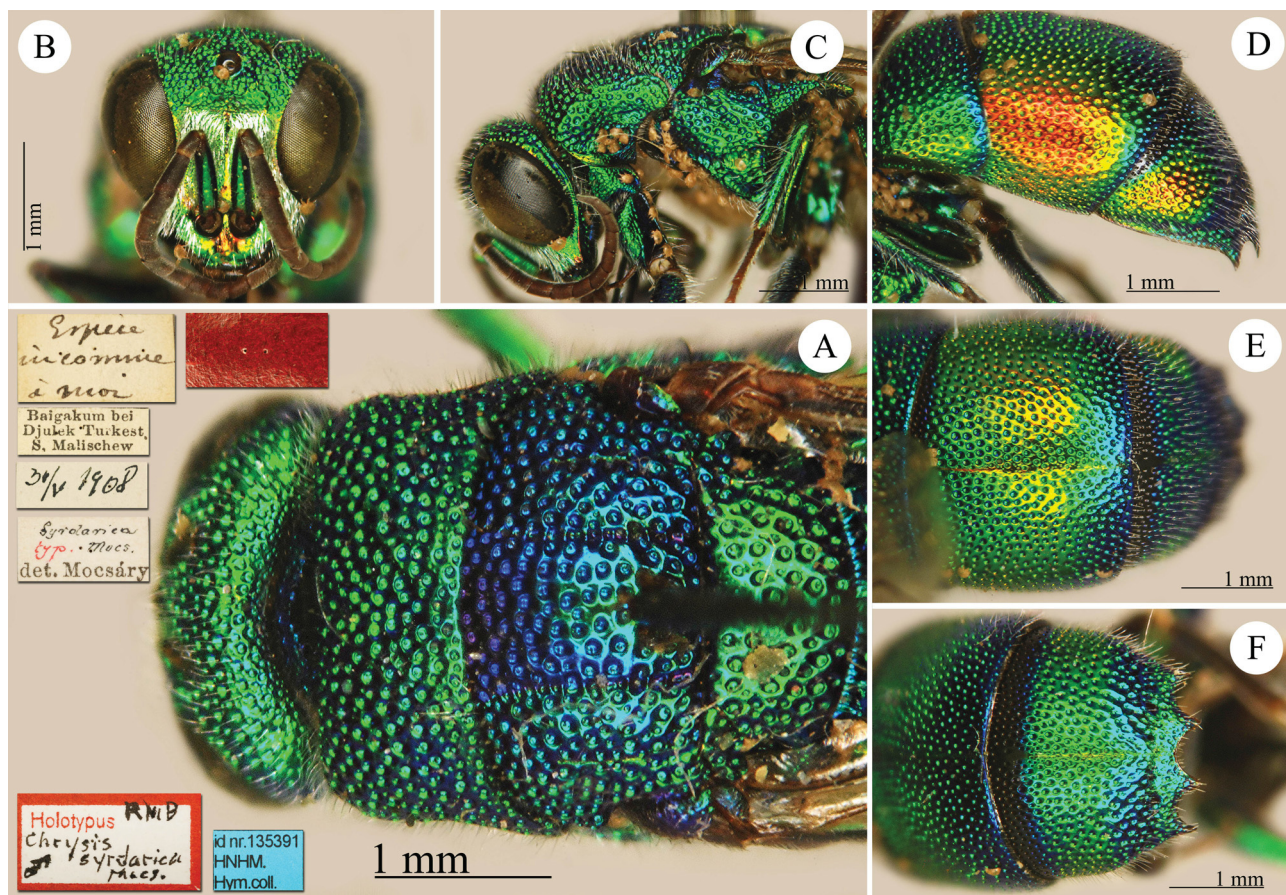 B
1 mm
C
1 mm
D
1 mm
Espèce
inconnue
à moi
Baigakum bei
Djulek Turkest.
S. Malischew
1908
Syrdarica
typ. Mocs.
det. Mocsáry
Holotypus RMB
Chrysis
syrdarica
Mocs.
id nr.135391
HNHM.
Hym.coll.
A
1 mm
E
1 mm
F
1 mm